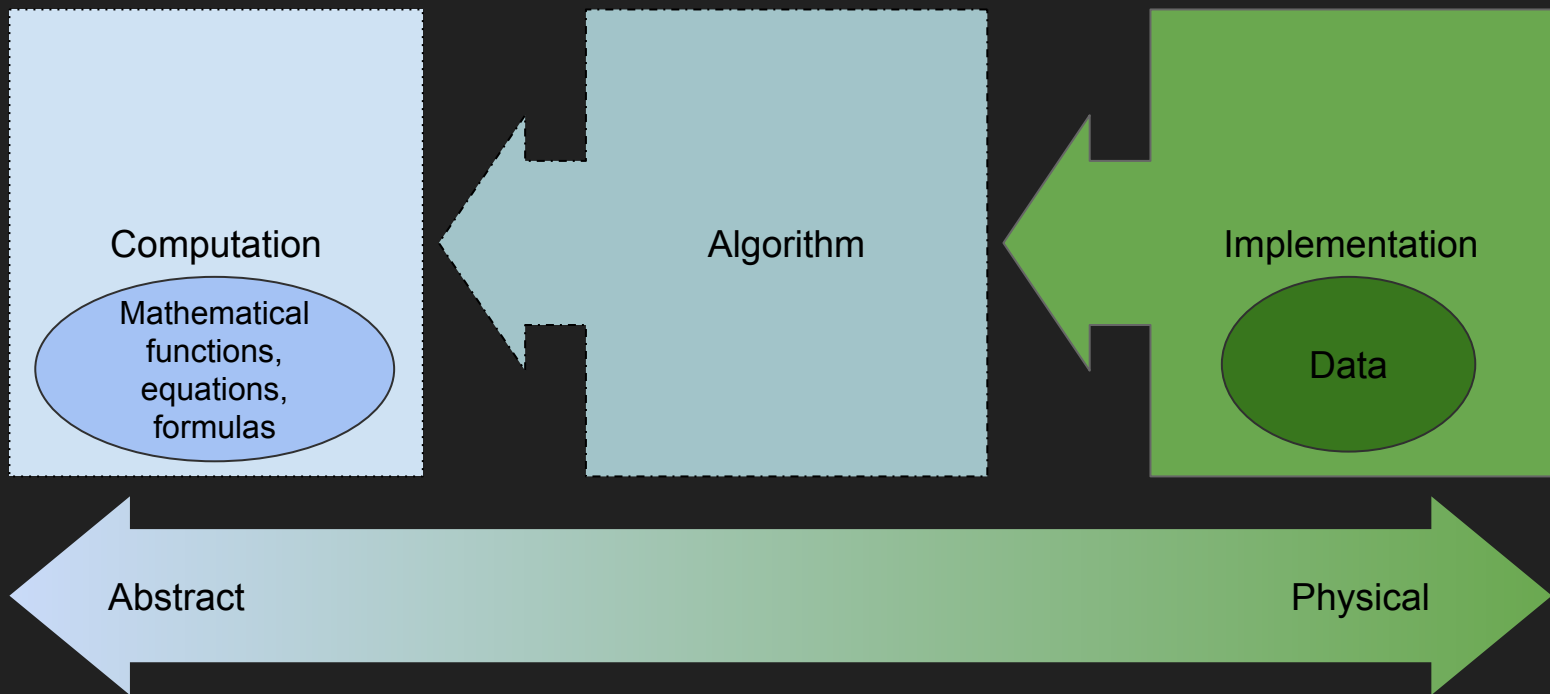 Computation
Mathematical
functions,
equations,
formulas
Algorithm
Implementation
Data
Abstract
Physical